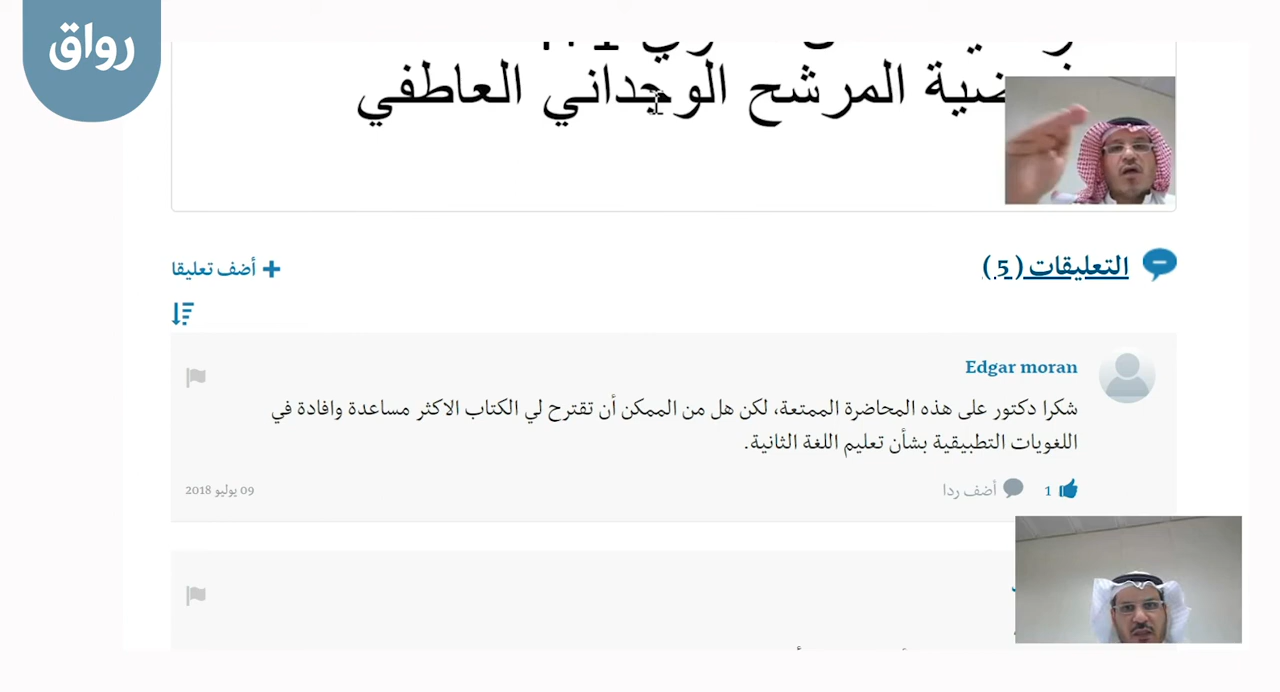 رواق
المرشح الوجداني العاطفي
التعليقات (5)
أضف تعليقا
Edgar moran
شكرا دكتور على هذه المحاضرة الممتعة، لكن هل من الممكن أن تقترح لي الكتاب الاكثر مساعدة وافادة في
اللغويات التطبيقية بشأن تعليم اللغة الثانية.
1 أضف ردا
09 يوليو 2018